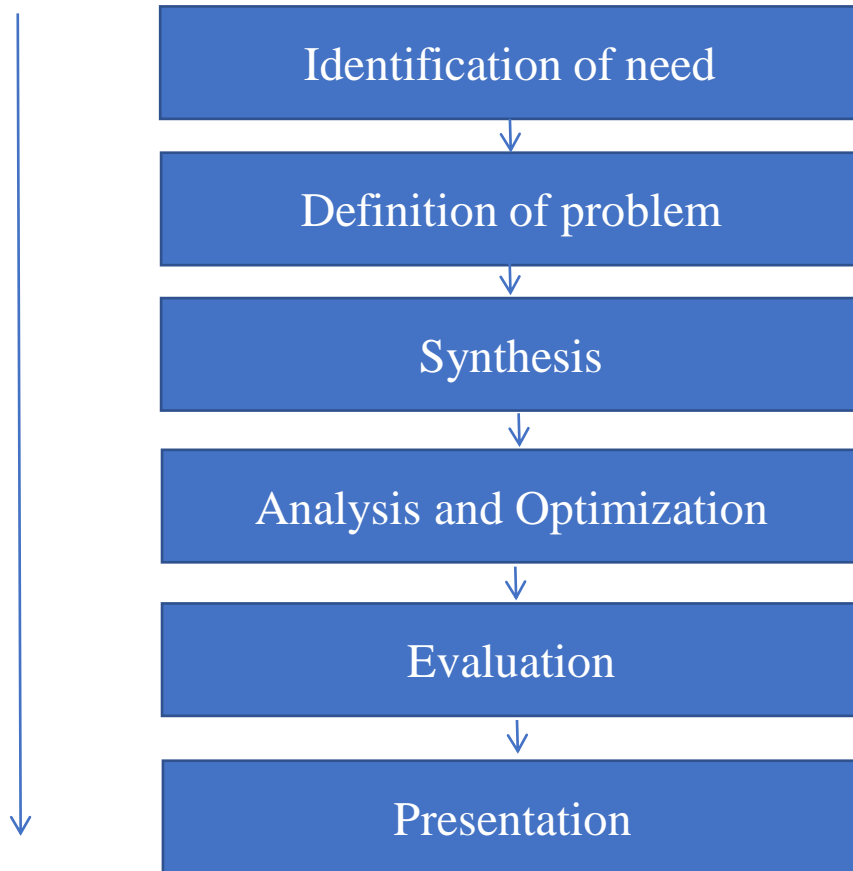 Identification of need
Definition of problem
Synthesis
Analysis and Optimization
Evaluation
Presentation